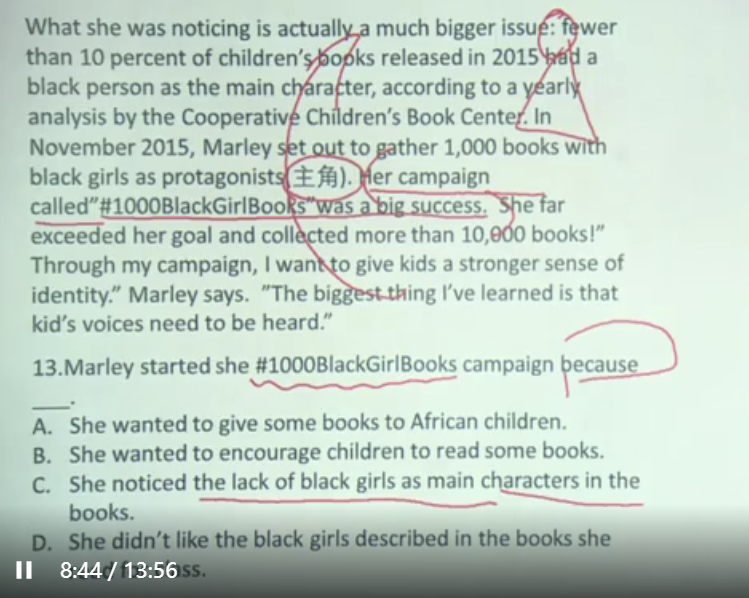 What she was noticing is actually a much bigger issue: fewer
than 10 percent of children's books released in 2015 had a
black person as the main character, according to a yearly
analysis by the Cooperative Children's Book Center. In
November 2015, Marley set out to gather 1,000 books with
black girls as protagonists(主角). Her campaign
called"#1000BlackGirlBooks"was a big success. She far
exceeded her goal and collected more than 10,000 books!"
Through my campaign, I want to give kids a stronger sense of
identity." Marley says. "The biggest thing I've learned is that
kid's voices need to be heard."
13.Marley started she #1000BlackGirlBooks campaign because
___.
A. She wanted to give some books to African children.
B. She wanted to encourage children to read some books.
C. She noticed the lack of black girls as main characters in the
books.
D. She didn't like the black girls described in the books she
8:44 / 13:56 ss.